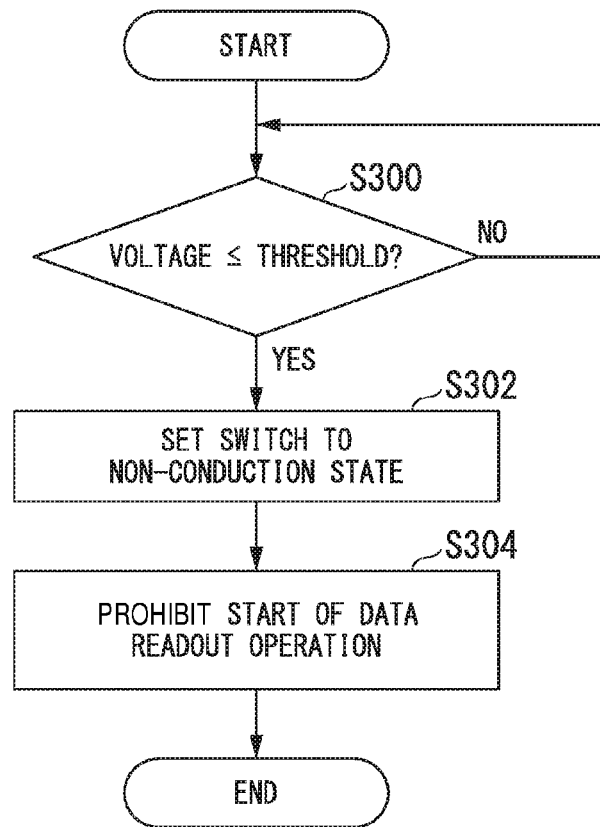 START
S300
VOLTAGE ≤ THRESHOLD?
NO
YES
S302
SET SWITCH TO
NON-CONDUCTION STATE
S304
PROHIBIT START OF DATA
READOUT OPERATION
END